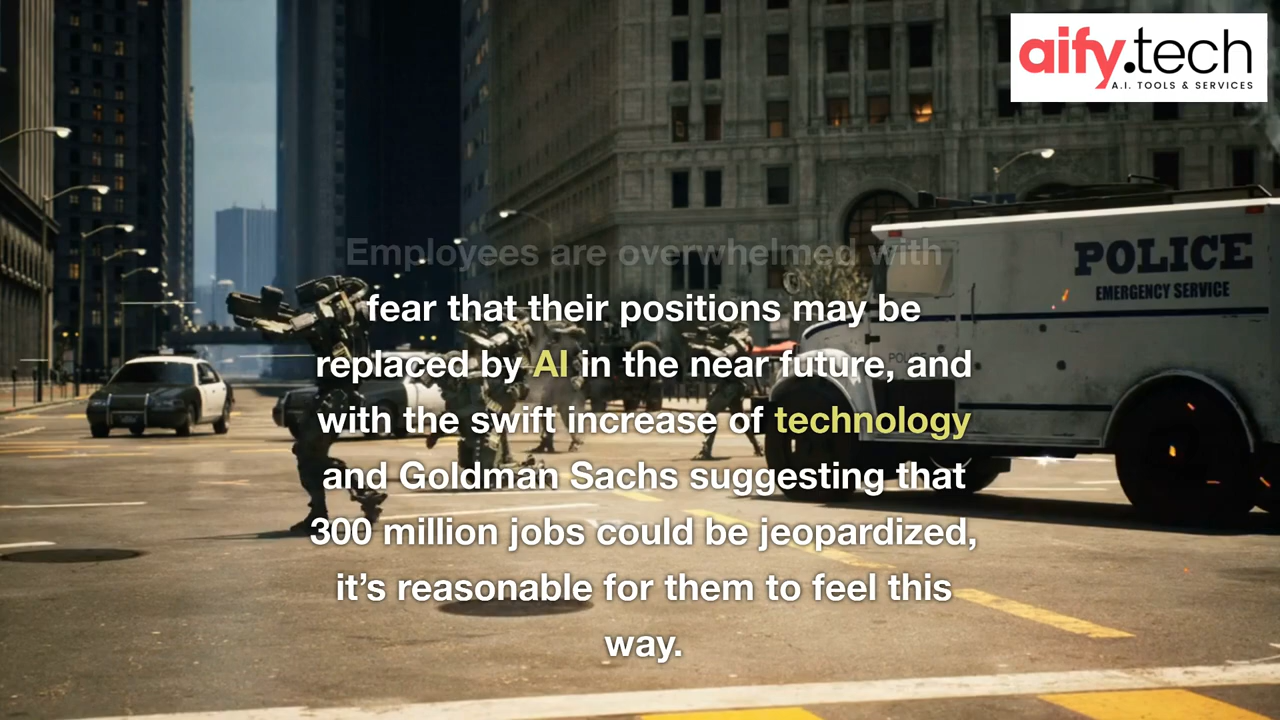 aify.tech
A.I. TOOLS & SERVICES
POLICE
EMERGENCY SERVICE
Employees are overwhelmed with
fear that their positions may be
replaced by AI in the near future, and
with the swift increase of technology
and Goldman Sachs suggesting that
300 million jobs could be jeopardized,
it’s reasonable for them to feel this
way.